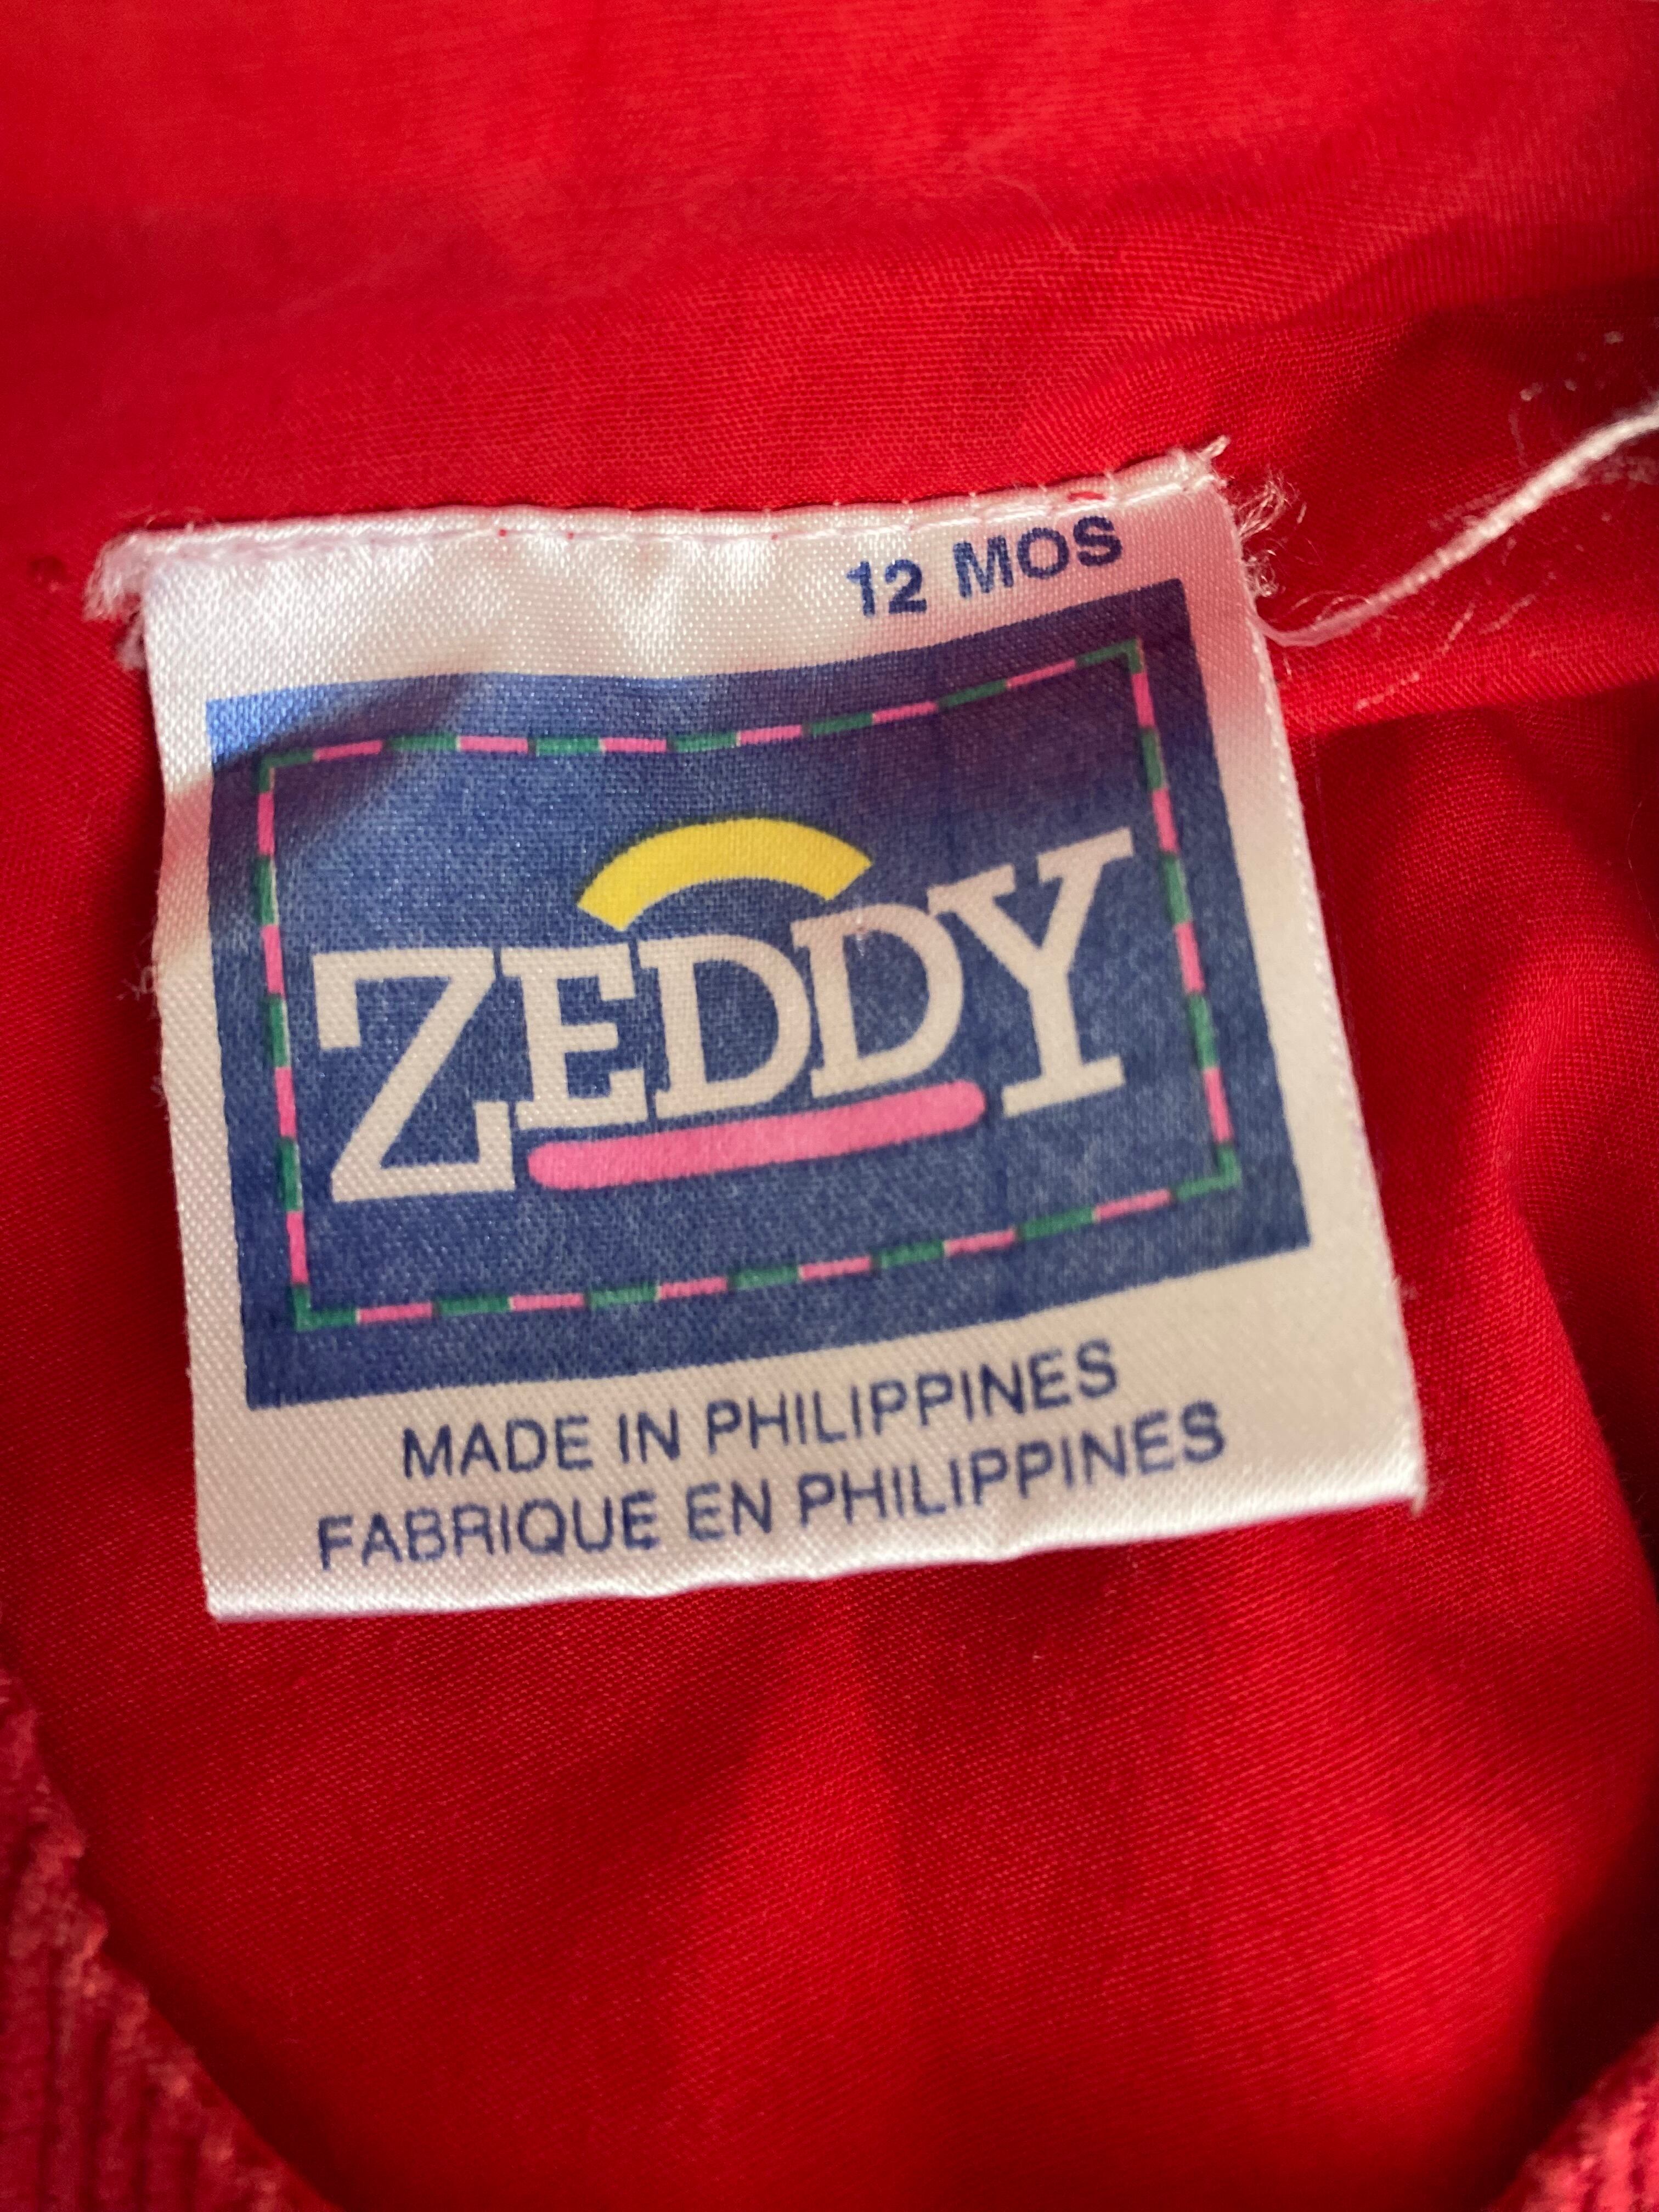 12 MOS
ZEDDY
MADE IN PHILIPPINES
FABRIQUE EN PHILIPPINES